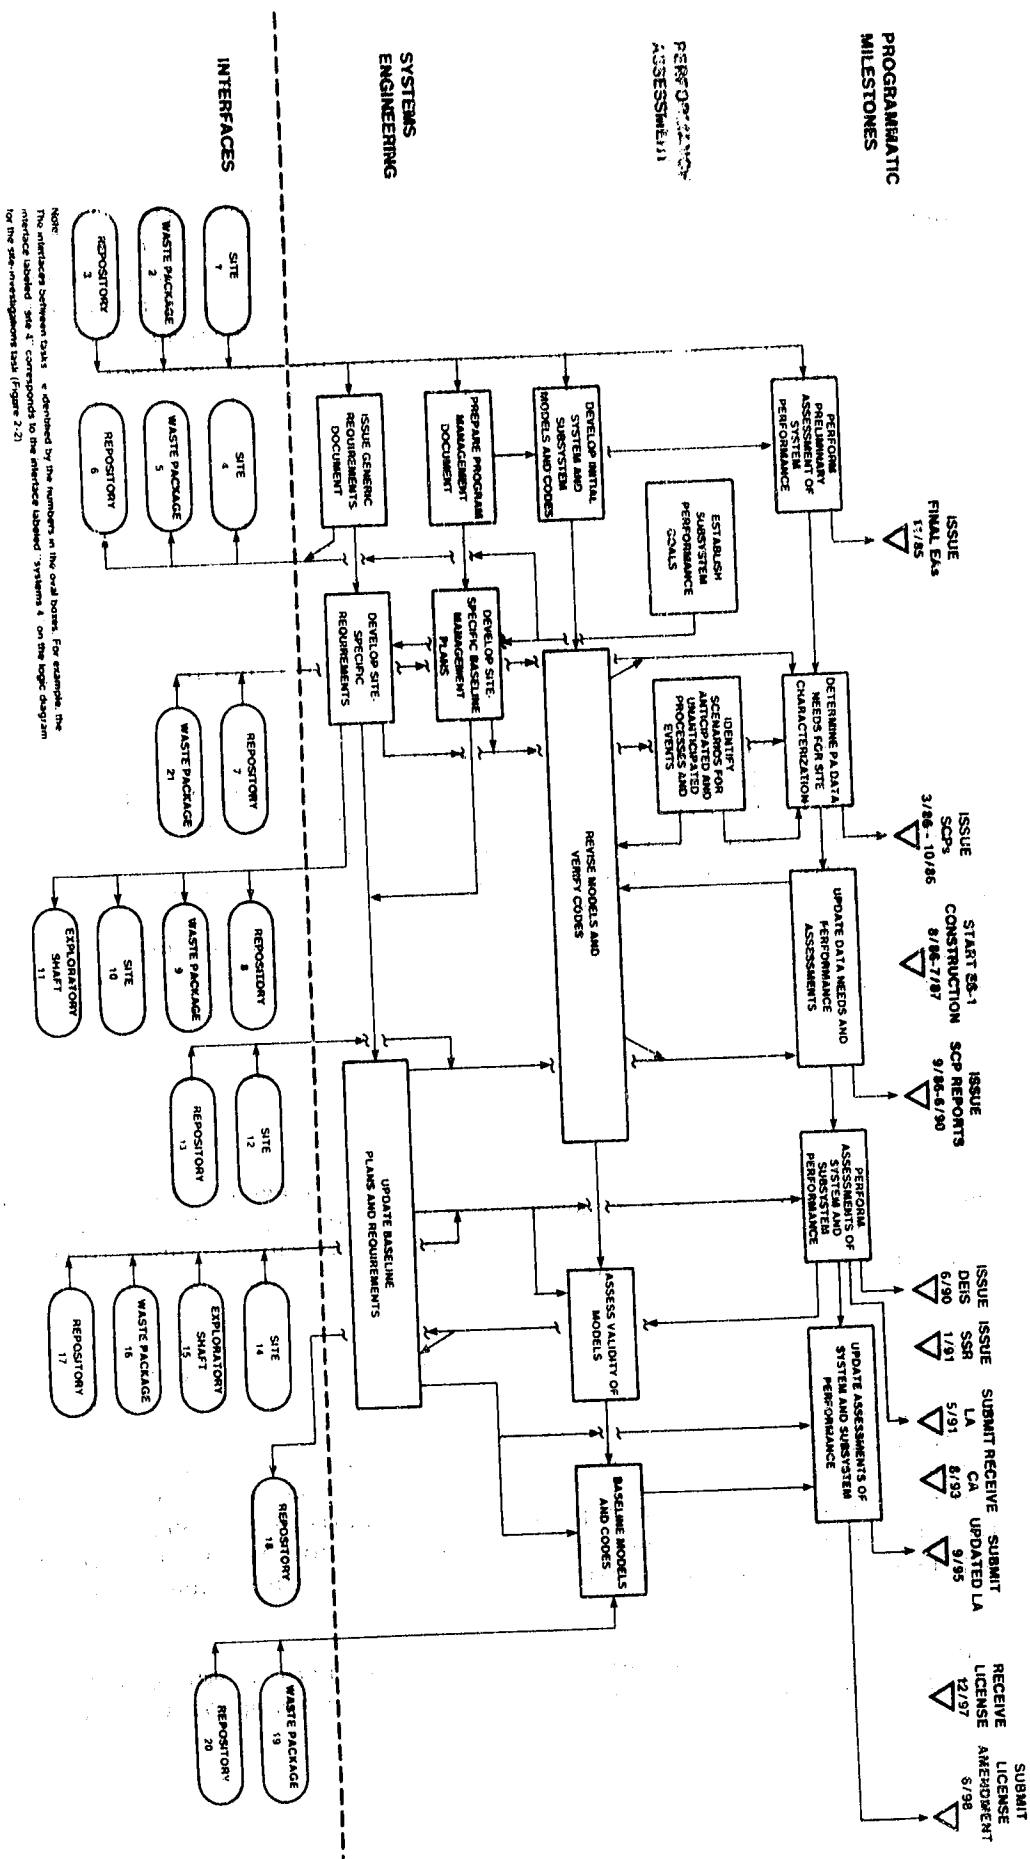 PROGRAMMATIC
MILESTONES
ISSUE
FINAL EAs
ISSUE
SCPs
3/86 - 10/86
START ES-1
CONSTRUCTION
8/86-7/87
ISSUE
SCP REPORTS
9/86-6/90
ISSUE
DEIS
6/90
ISSUE
SSR
1/91
SUBMIT
LA
5/91
RECEIVE
CA
8/93
SUBMIT
UPDATED LA
9/95
RECEIVE
LICENSE
12/97
SUBMIT
LICENSE
AMENDMENT
6/98
PERFORMANCE
ASSESSMENT
PERFORM
PRELIMINARY
ASSESSMENT OF
SYSTEM
PERFORMANCE
DETERMINE PA DATA
NEEDS FOR SITE
CHARACTERIZATION
UPDATE DATA NEEDS AND
PERFORMANCE
ASSESSMENTS
PERFORM
ASSESSMENTS OF
SYSTEM AND
SUBSYSTEM
PERFORMANCE
UPDATE ASSESSMENTS OF
SYSTEM AND SUBSYSTEM
PERFORMANCE
ESTABLISH
SUBSYSTEM
PERFORMANCE
GOALS
IDENTIFY
SCENARIOS FOR
ANTICIPATED AND
UNANTICIPATED
PROCESSES AND
EVENTS
DEVELOP INITIAL
SYSTEM AND
SUBSYSTEM
MODELS AND CODES
REVISE MODELS AND
VERIFY CODES
ASSESS VALIDITY OF
MODELS
BASELINE MODELS
AND CODES
SYSTEMS
ENGINEERING
PREPARE PROGRAM
MANAGEMENT
DOCUMENT
DEVELOP SITE-
SPECIFIC BASELINE
MANAGEMENT
PLANS
ISSUE GENERIC
REQUIREMENTS
DOCUMENT
DEVELOP SITE-
SPECIFIC
REQUIREMENTS
UPDATE BASELINE
PLANS AND REQUIREMENTS
INTERFACES
SITE
1
WASTE PACKAGE
2
REPOSITORY
3
SITE
4
WASTE PACKAGE
5
REPOSITORY
6
REPOSITORY
7
WASTE PACKAGE
21
REPOSITORY
8
WASTE PACKAGE
9
SITE
10
EXPLORATORY
SHAFT
11
SITE
12
REPOSITORY
13
SITE
14
EXPLORATORY
SHAFT
15
WASTE PACKAGE
16
REPOSITORY
17
REPOSITORY
18
WASTE PACKAGE
19
REPOSITORY
20
Note:
The interfaces between tasks e identified by the numbers in the oval boxes. For example, the
interface labeled "site 4" corresponds to the interface labeled "systems 4" on the logic diagram
for the site-investigations task (Figure 2-2)